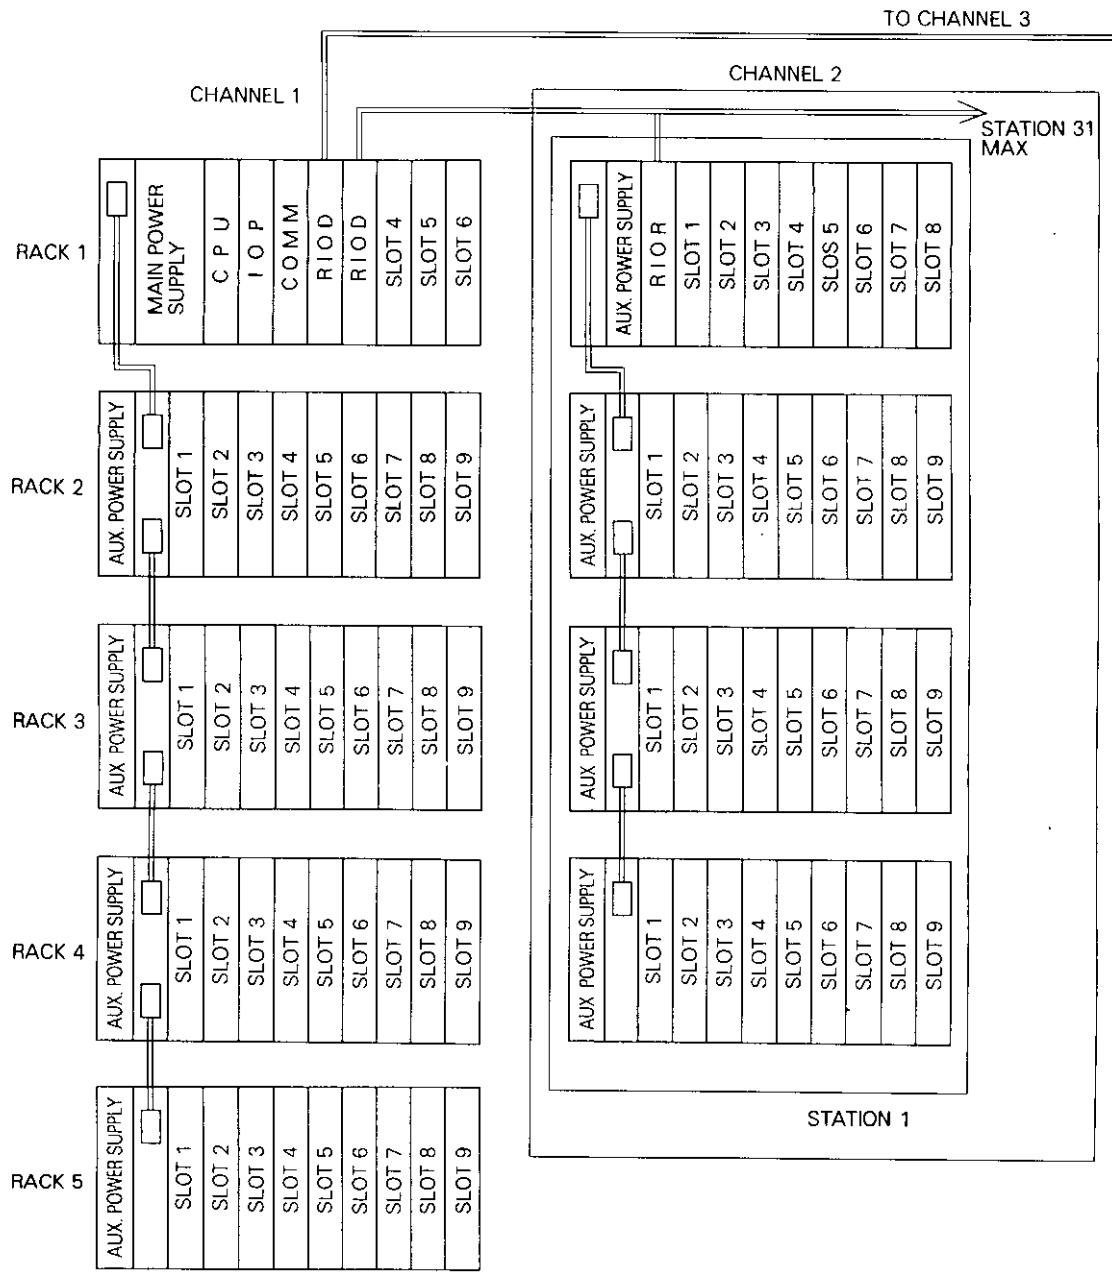 TO CHANNEL 3
CHANNEL 1
CHANNEL 2
STATION 31
MAX
RACK 1
MAIN POWER
SUPPLY
CPU
IOP
COMM
RIOD
RIOD
SLOT 4
SLOT 5
SLOT 6
AUX. POWER SUPPLY
RIOR
SLOT 1
SLOT 2
SLOT 3
SLOT 4
SLOS 5
SLOT 6
SLOT 7
SLOT 8
RACK 2
AUX. POWER SUPPLY
SLOT 1
SLOT 2
SLOT 3
SLOT 4
SLOT 5
SLOT 6
SLOT 7
SLOT 8
SLOT 9
AUX. POWER SUPPLY
SLOT 1
SLOT 2
SLOT 3
SLOT 4
SLOT 5
SLOT 6
SLOT 7
SLOT 8
SLOT 9
RACK 3
AUX POWER SUPPLY
SLOT 1
SLOT 2
SLOT 3
SLOT 4
SLOT 5
SLOT 6
SLOT 7
SLOT 8
SLOT 9
AUX POWER SUPPLY
SLOT 1
SLOT 2
SLOT 3
SLOT 4
SLOT 5
SLOT 6
SLOT 7
SLOT 8
SLOT 9
RACK 4
AUX. POWER SUPPLY
SLOT 1
SLOT 2
SLOT 3
SLOT 4
SLOT 5
SLOT 6
SLOT 7
SLOT 8
SLOT 9
AUX POWER SUPPLY
SLOT 1
SLOT 2
SLOT 3
SLOT 4
SLOT 5
SLOT 6
SLOT 7
SLOT 8
SLOT 9
STATION 1
RACK 5
AUX. POWER SUPPLY
SLOT 1
SLOT 2
SLOT 3
SLOT 4
SLOT 5
SLOT 6
SLOT 7
SLOT 8
SLOT 9